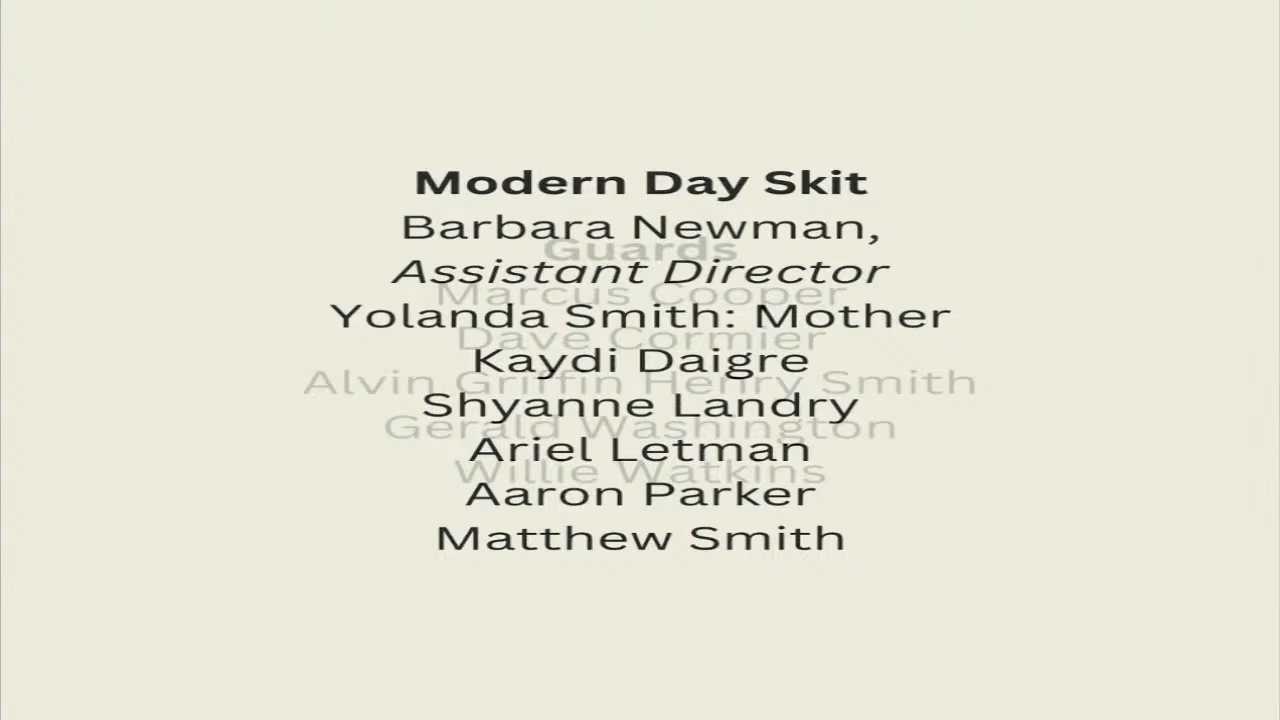 Modern Day Skit
Barbara Newman,
Guards
Assistant Director
Marcus Cooper
Yolanda Smith: Mother
Dave Cormier
Kaydi Daigre
Alvin Griffin Henry Smith
Shyanne Landry
Gerald Washington
Ariel Letman
Willie Watkins
Aaron Parker
Matthew Smith